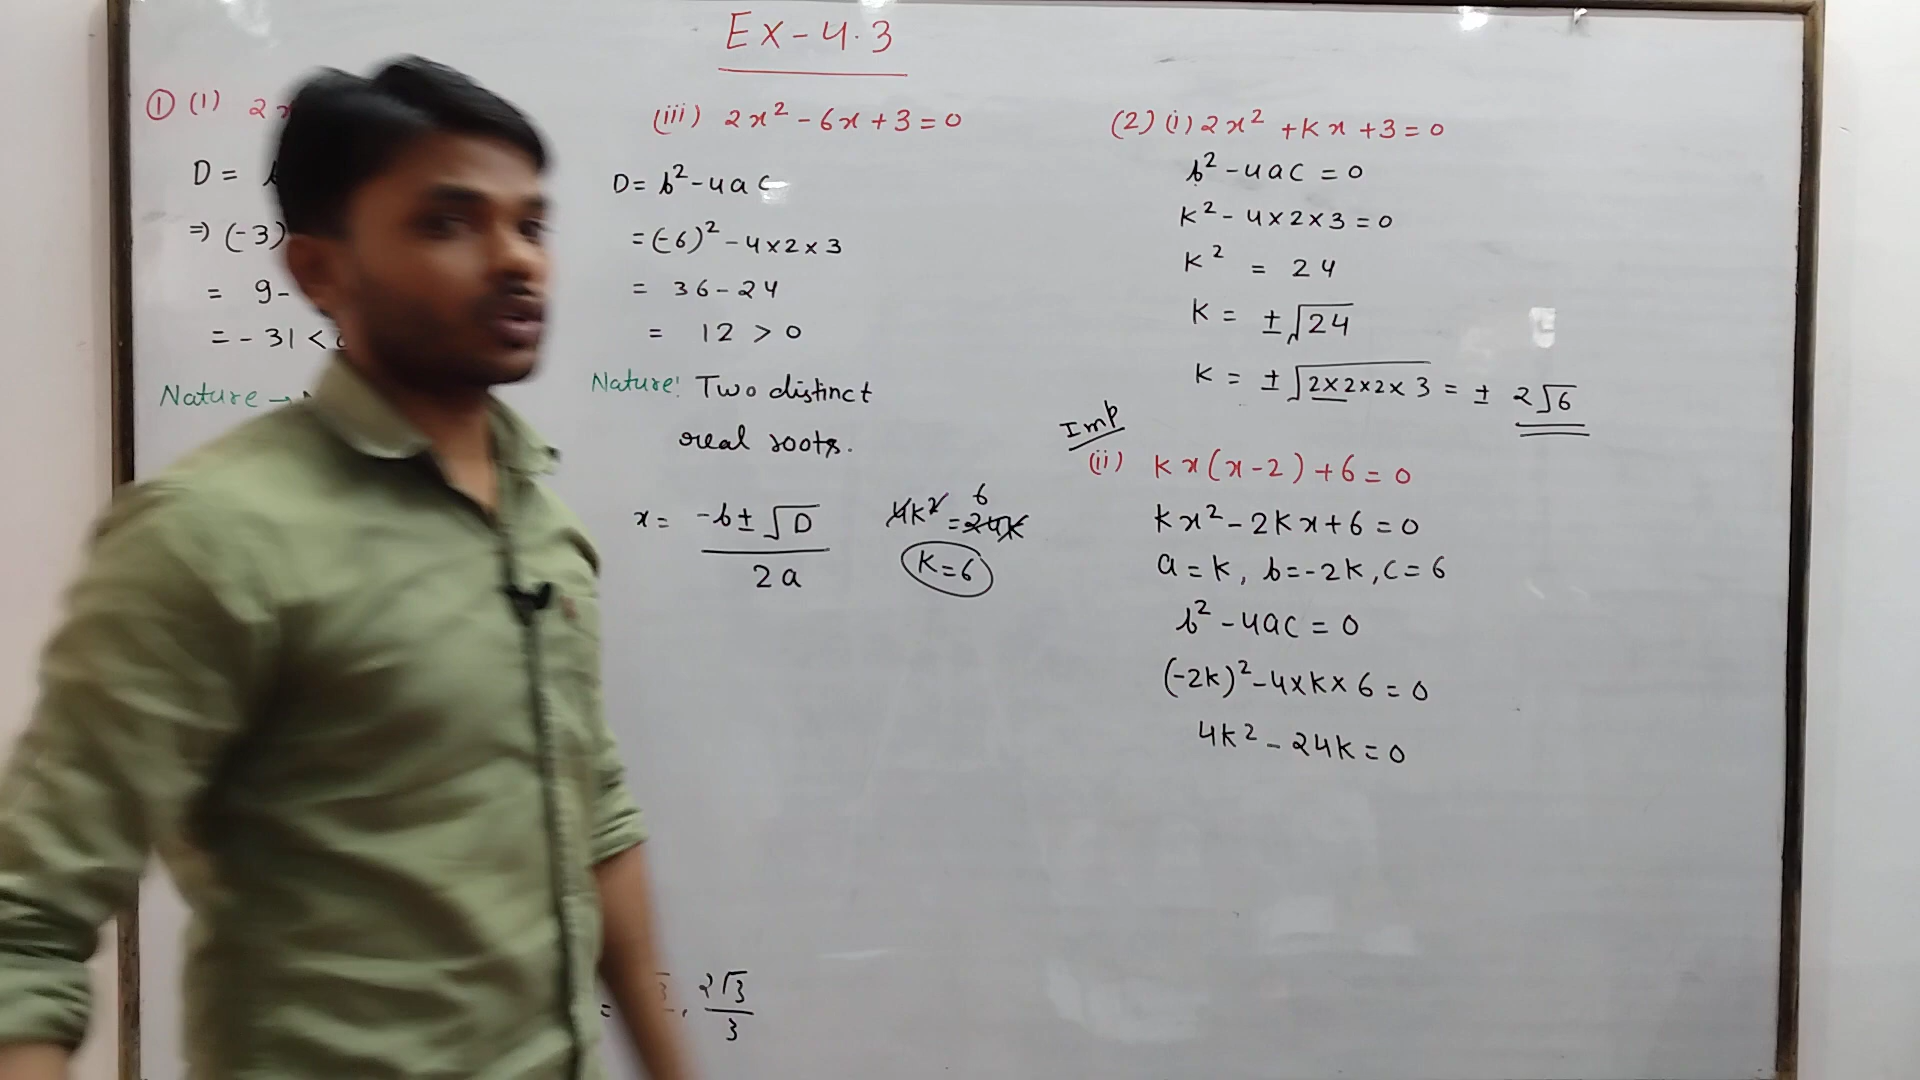 EX-4.3
① (i) 2x
D =
⇒ (-3)
= 9-
= -31 <
Nature →
(iii) 2x² - 6x + 3 = 0
D = b² - 4ac
= (-6)² - 4×2×3
= 36 - 24
= 12 > 0
Nature: Two distinct
real roots.
x = (-b ± √D) / 2a
4k² = 24k 6
k = 6
= , 2√3/3
(2) (i) 2x² + kx + 3 = 0
b² - 4ac = 0
k² - 4×2×3 = 0
k² = 24
k = ±√24
k = ±√(2×2×2×3) = ± 2√6
Imp
(ii) kx(x-2) + 6 = 0
kx² - 2kx + 6 = 0
a = k, b = -2k, c = 6
b² - 4ac = 0
(-2k)² - 4×k×6 = 0
4k² - 24k = 0